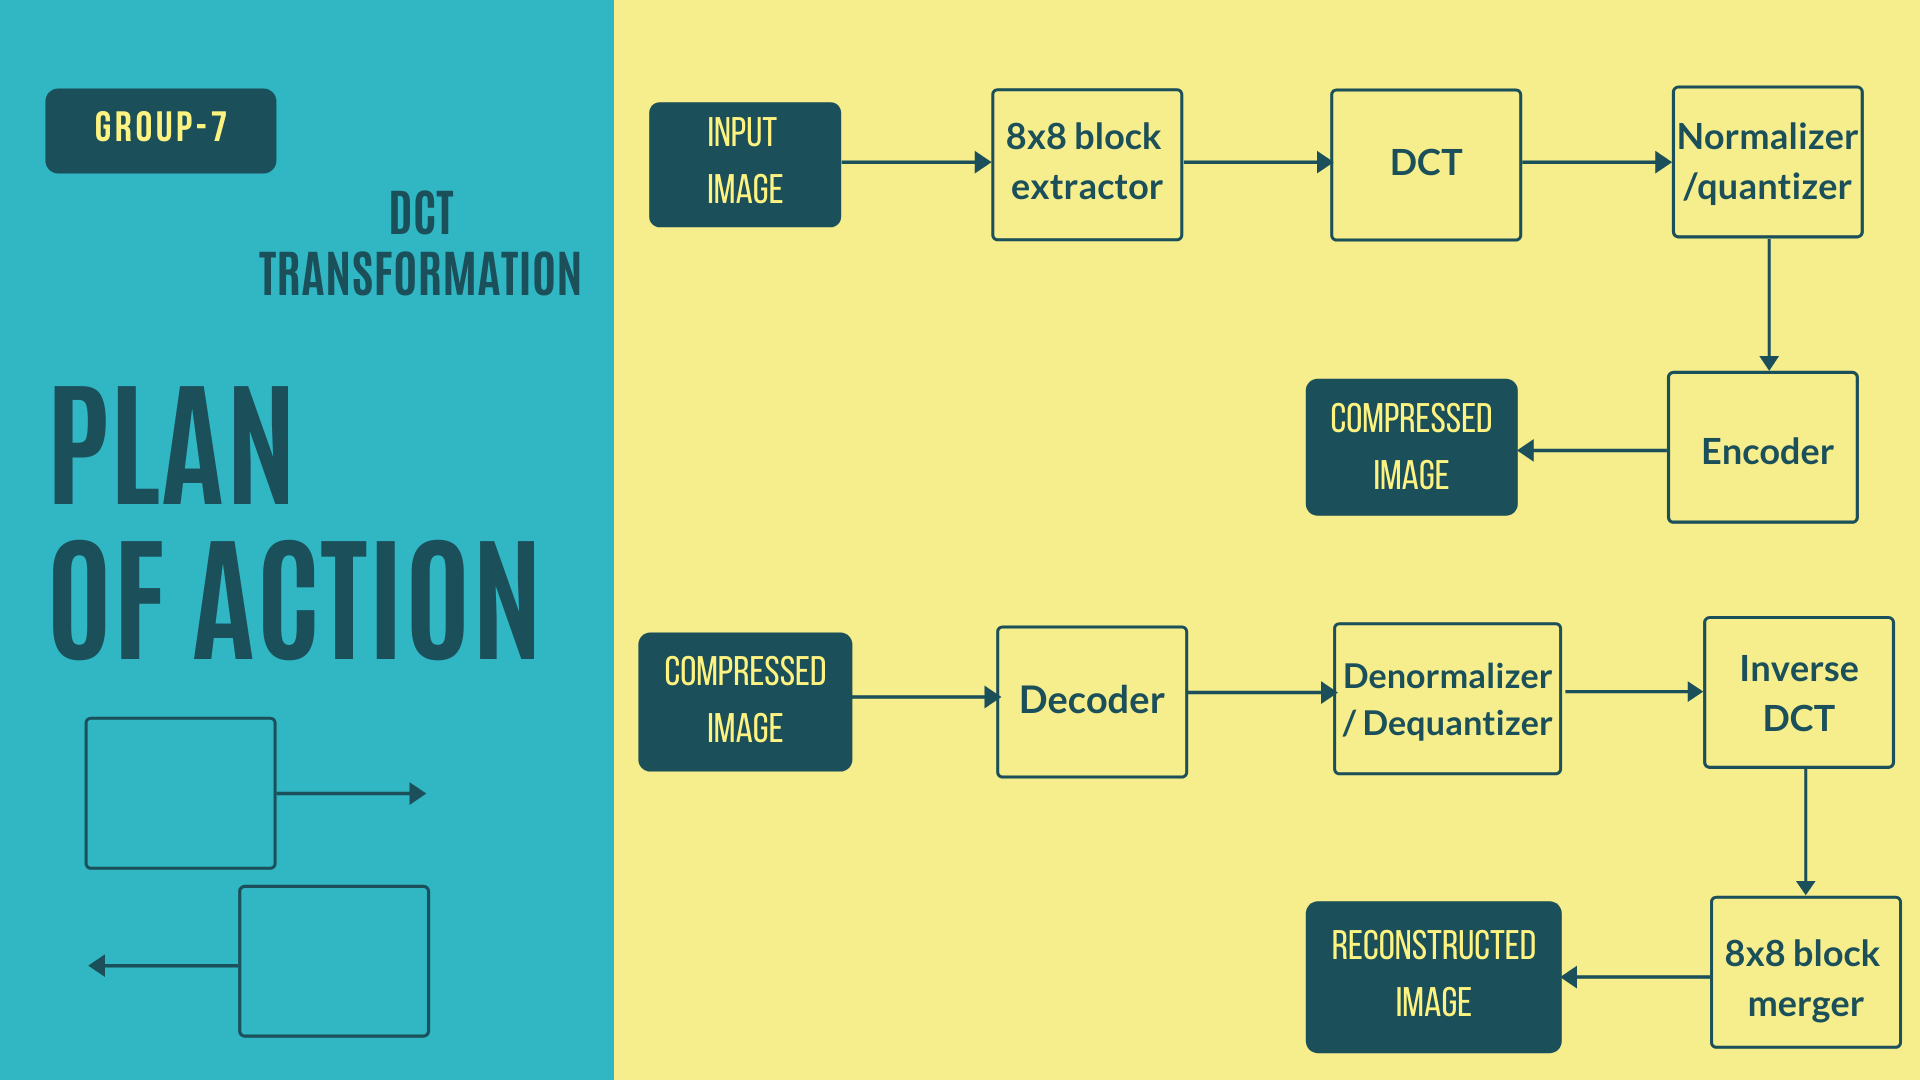 GROUP-7
DCT
TRANSFORMATION
PLAN
OF ACTION
INPUT
IMAGE
8x8 block
extractor
DCT
Normalizer
/quantizer
Encoder
COMPRESSED
IMAGE
COMPRESSED
IMAGE
Decoder
Denormalizer
/ Dequantizer
Inverse
DCT
8x8 block
merger
RECONSTRUCTED
IMAGE